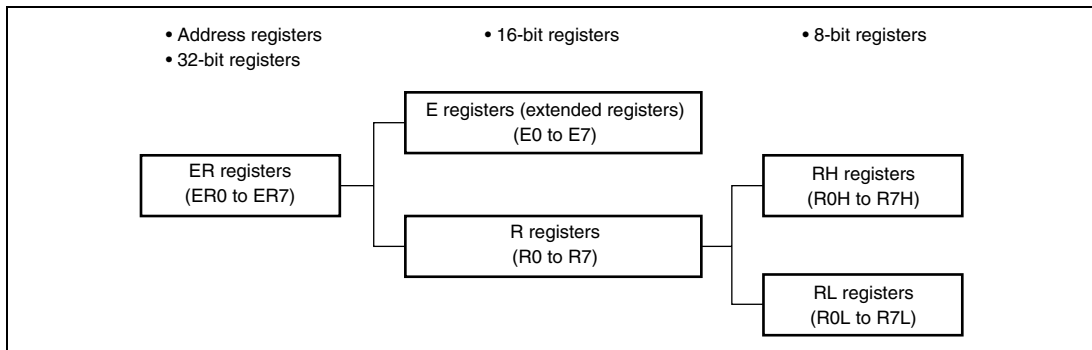 • Address registers
• 32-bit registers
• 16-bit registers
• 8-bit registers
E registers (extended registers)
(E0 to E7)
ER registers
(ER0 to ER7)
RH registers
(R0H to R7H)
R registers
(R0 to R7)
RL registers
(R0L to R7L)